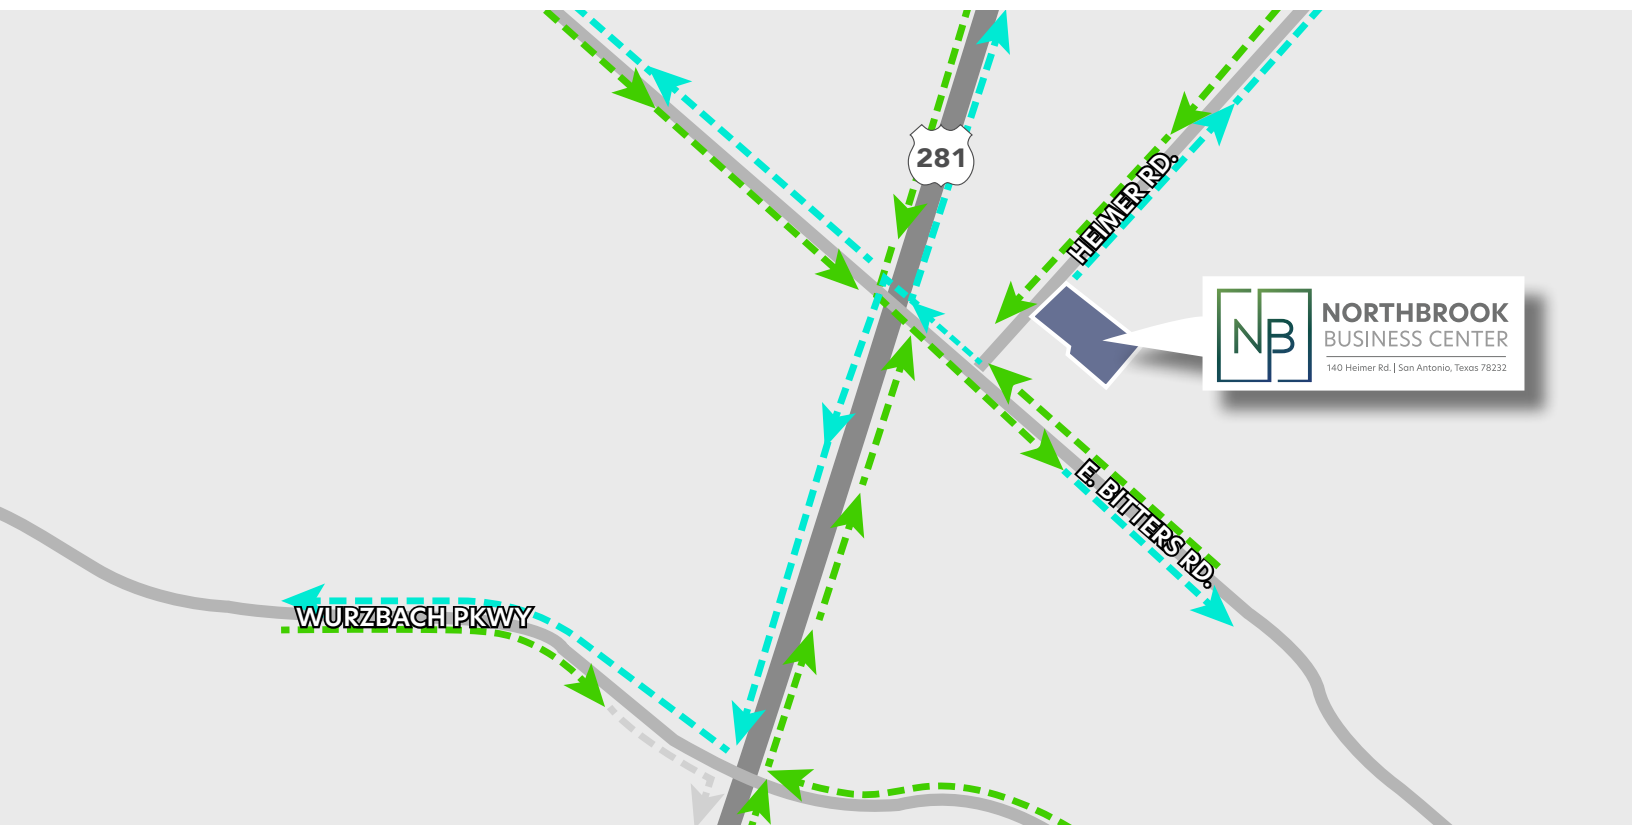 281
HEIMER RD.
NB
NORTHBROOK
BUSINESS CENTER
140 Heimer Rd. | San Antonio, Texas 78232
E. BITTERS RD.
WURZBACH PKWY